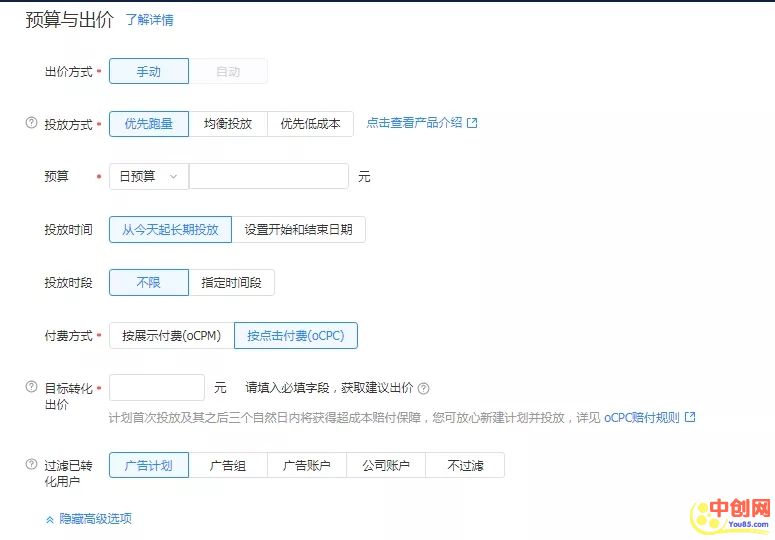 预算与出价 了解详情
出价方式 • 手动 自动
投放方式 • 优先跑量 均衡投放 优先低成本 点击查看产品介绍
预算 • 日预算 元
投放时间 从今天起长期投放 设置开始和结束日期
投放时段 不限 指定时间段
付费方式 • 按展示付费(oCPM) 按点击付费(oCPC)
目标转化 • 元 请填入必填字段，获取建议出价
出价
计划首次投放及其之后三个自然日内将获得超成本赔付保障，您可放心新建计划并投放，详见 oCPC赔付规则
过滤已转 广告计划 广告组 广告账户 公司账户 不过滤
化用户
隐藏高级选项
中创网
You85.com